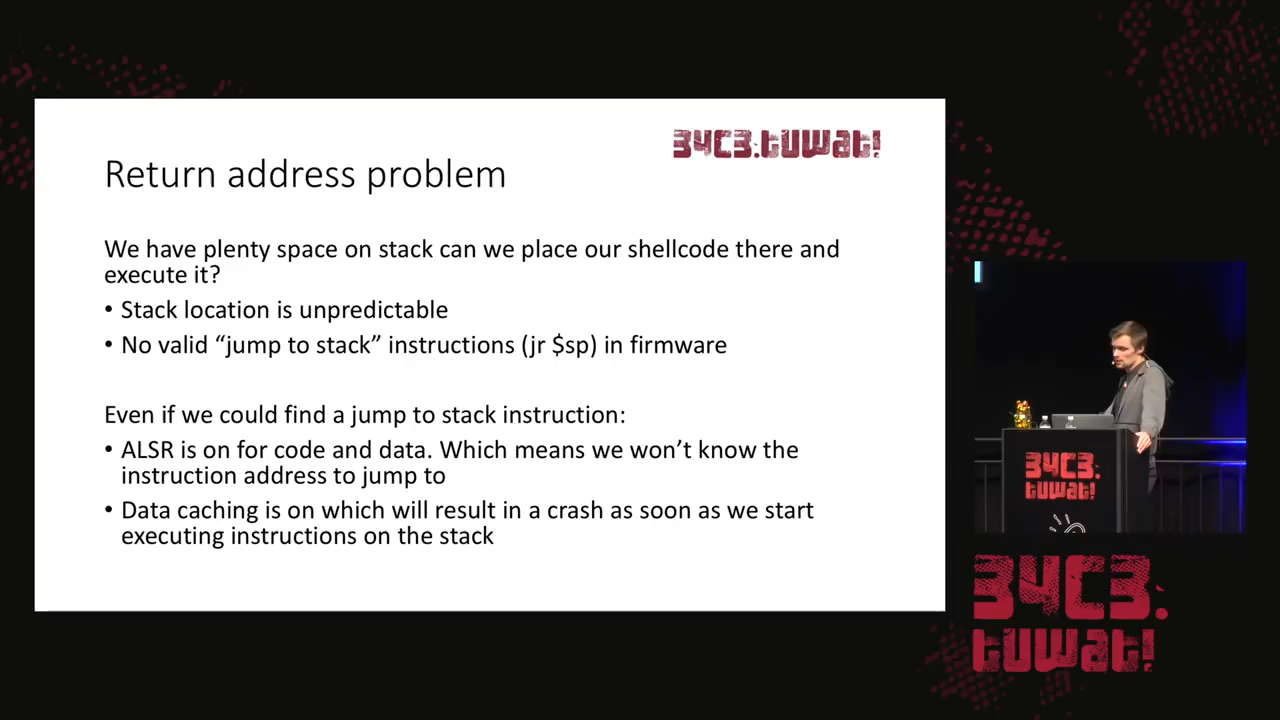 34C3.tuwat!
Return address problem
We have plenty space on stack can we place our shellcode there and
execute it?
• Stack location is unpredictable
• No valid “jump to stack” instructions (jr $sp) in firmware
Even if we could find a jump to stack instruction:
• ALSR is on for code and data. Which means we won’t know the
instruction address to jump to
• Data caching is on which will result in a crash as soon as we start
executing instructions on the stack
34C3.
tuwat!
34C3.
tuwat!